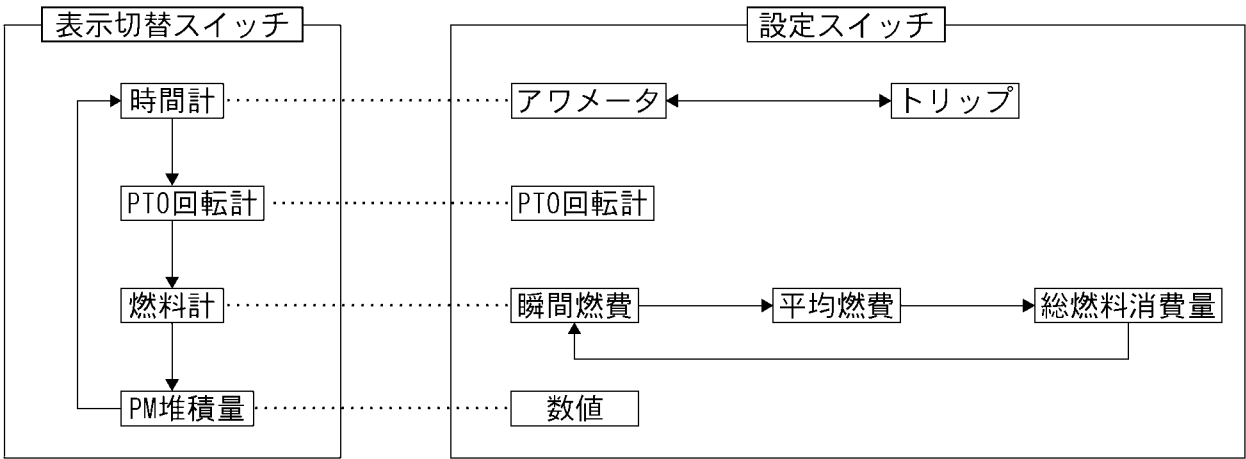 表示切替スイッチ 設定スイッチ
時間計 アワメータ トリップ
PTO回転計 PTO回転計
燃料計 瞬間燃費 平均燃費 総燃料消費量
PM堆積量 数値